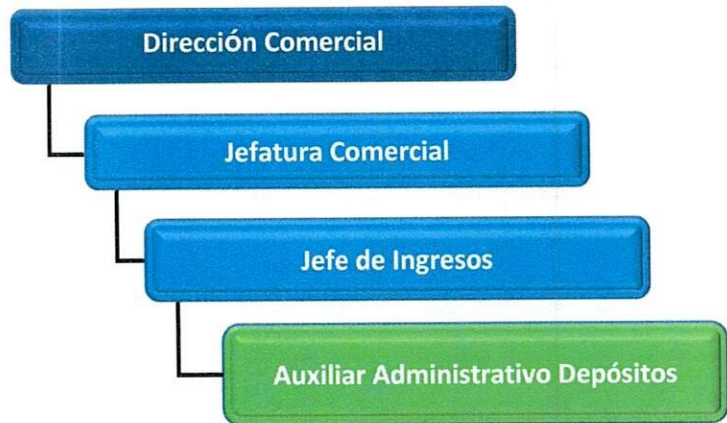 Dirección Comercial
Jefatura Comercial
Jefe de Ingresos
Auxiliar Administrativo Depósitos